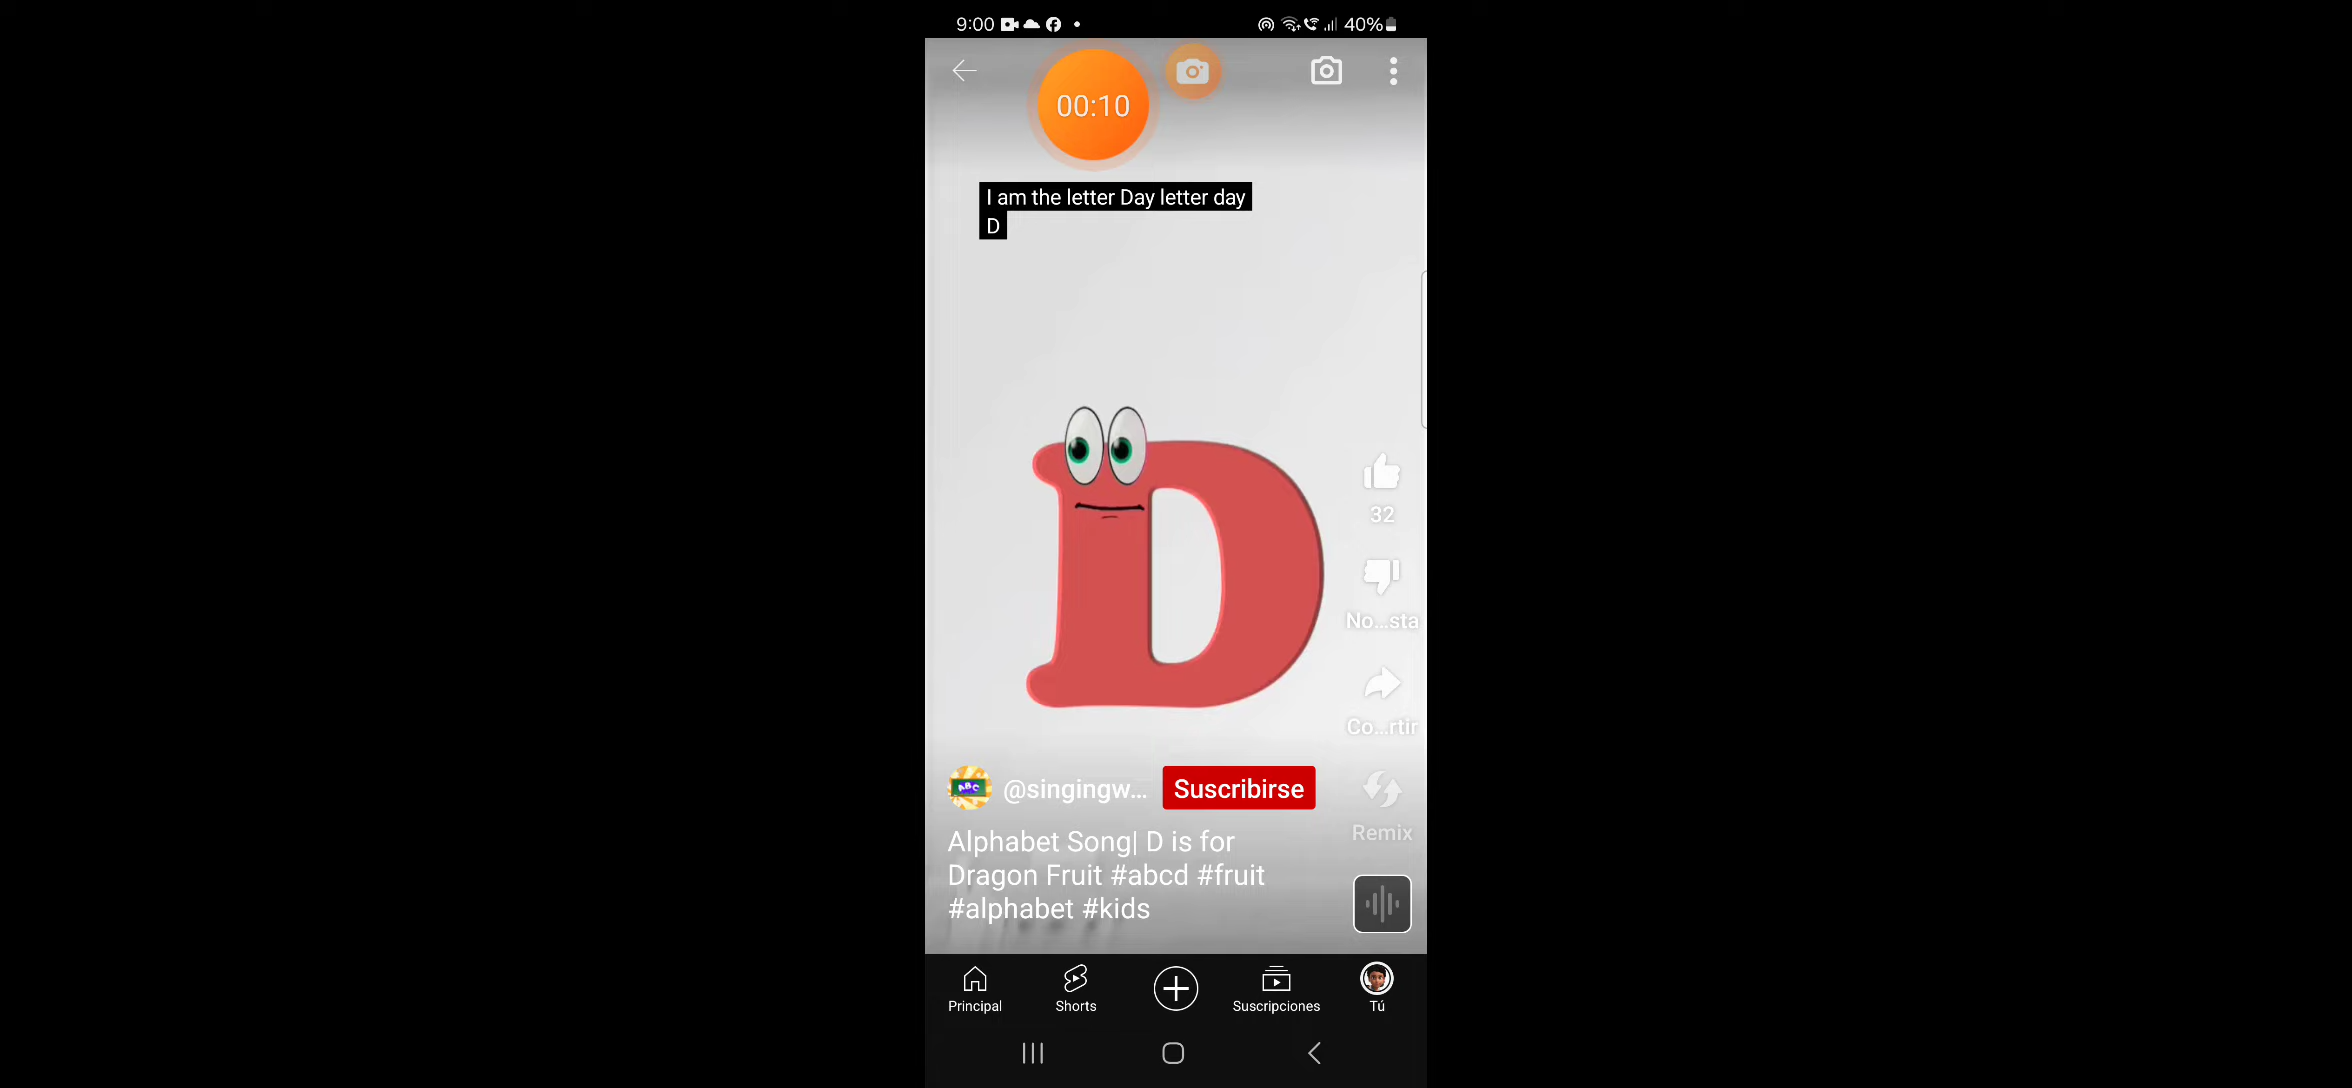 9:00
40%
00:10
I am the letter Day letter day
D
D
32
No...sta
Co...rtir
@singingw...
Suscribirse
Remix
Alphabet Song| D is for
Dragon Fruit #abcd #fruit
#alphabet #kids
Principal
Shorts
Suscripciones
Tú